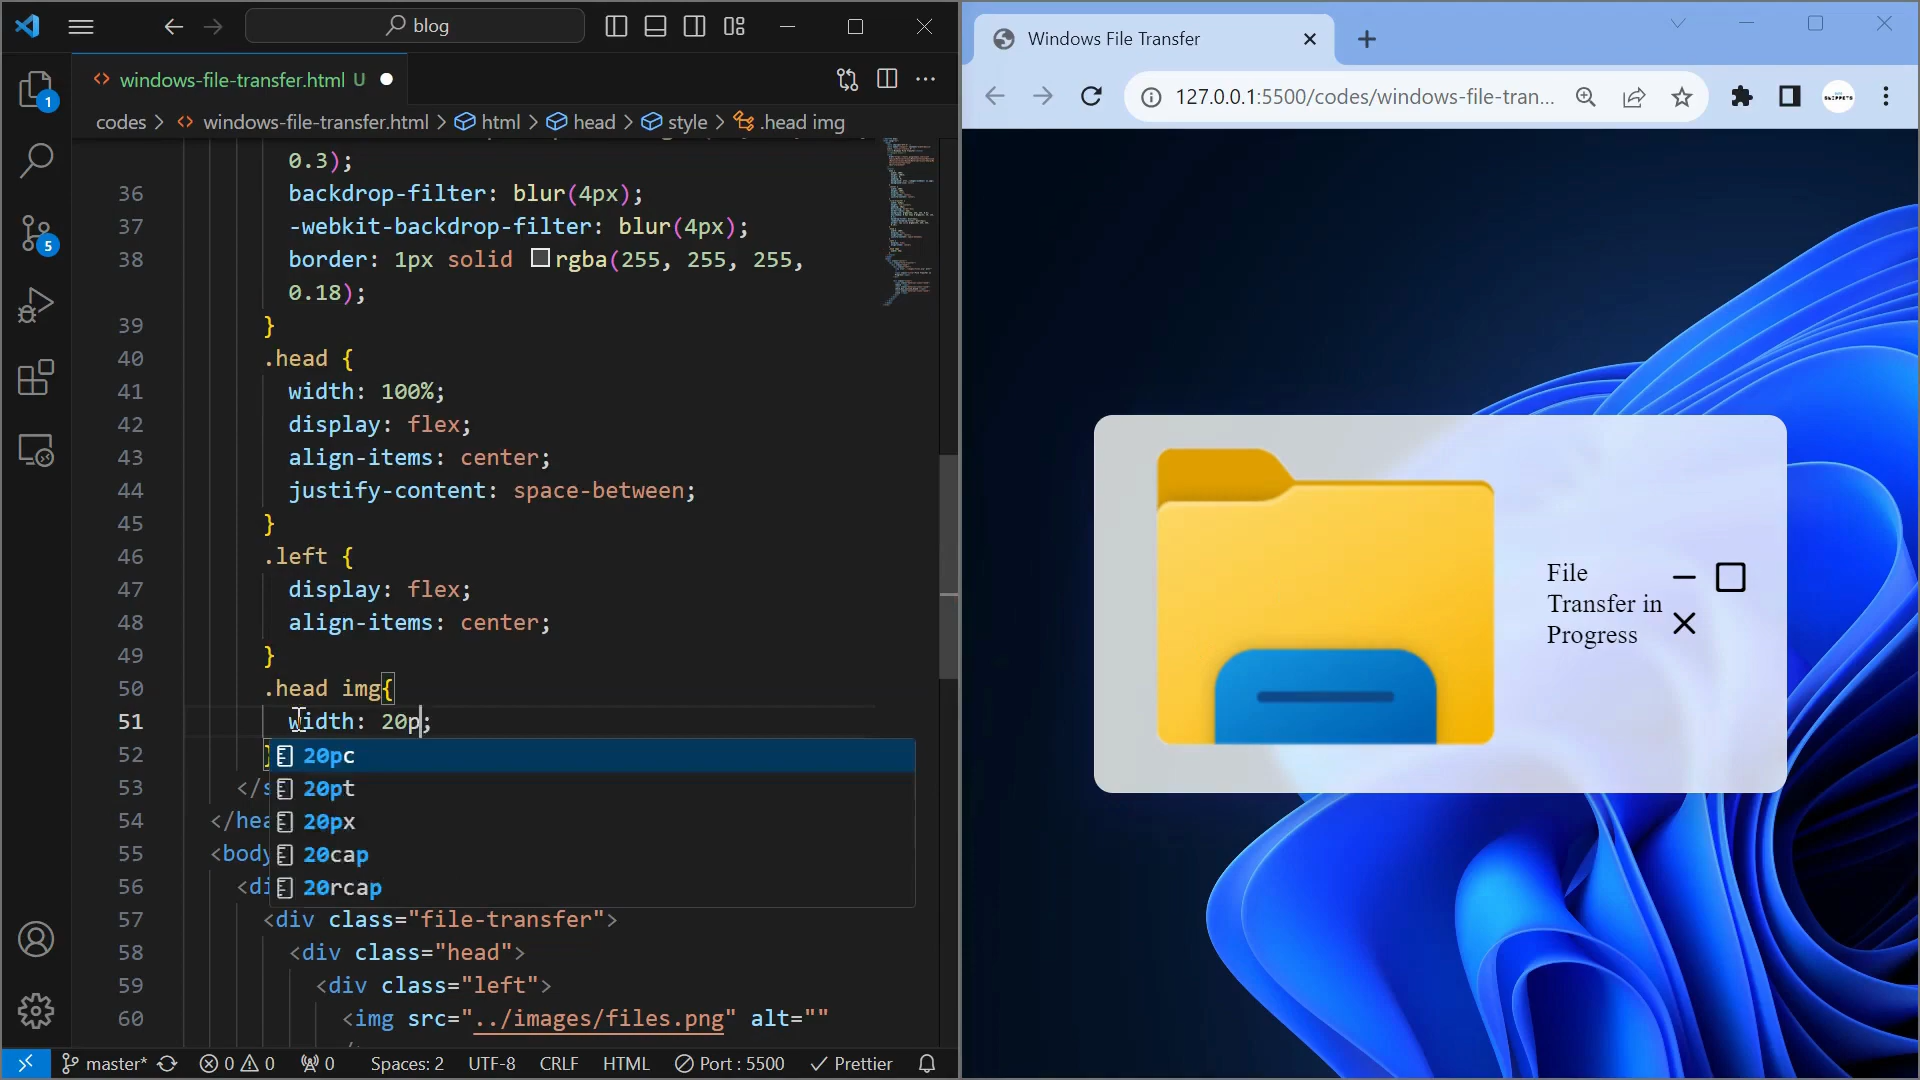 blog
windows-file-transfer.html U
1
codes > windows-file-transfer.html > html > head > style > .head img
0.3);
36 backdrop-filter: blur(4px);
37 -webkit-backdrop-filter: blur(4px);
38 border: 1px solid rgba(255, 255, 255,
0.18);
39 }
40 .head {
41 width: 100%;
42 display: flex;
43 align-items: center;
44 justify-content: space-between;
45 }
46 .left {
47 display: flex;
48 align-items: center;
49 }
50 .head img{
51 width: 20p;
52 }
20pc
53 </s
20pt
54 </hea
20px
55 <body
20cap
56 <di
20rcap
57 <div class="file-transfer">
58 <div class="head">
59 <div class="left">
60 <img src="../images/files.png" alt=""
5
master* 0 0 0 Spaces: 2 UTF-8 CRLF HTML Port : 5500 Prettier
Windows File Transfer
127.0.0.1:5500/codes/windows-file-tran...
File
Transfer in
Progress